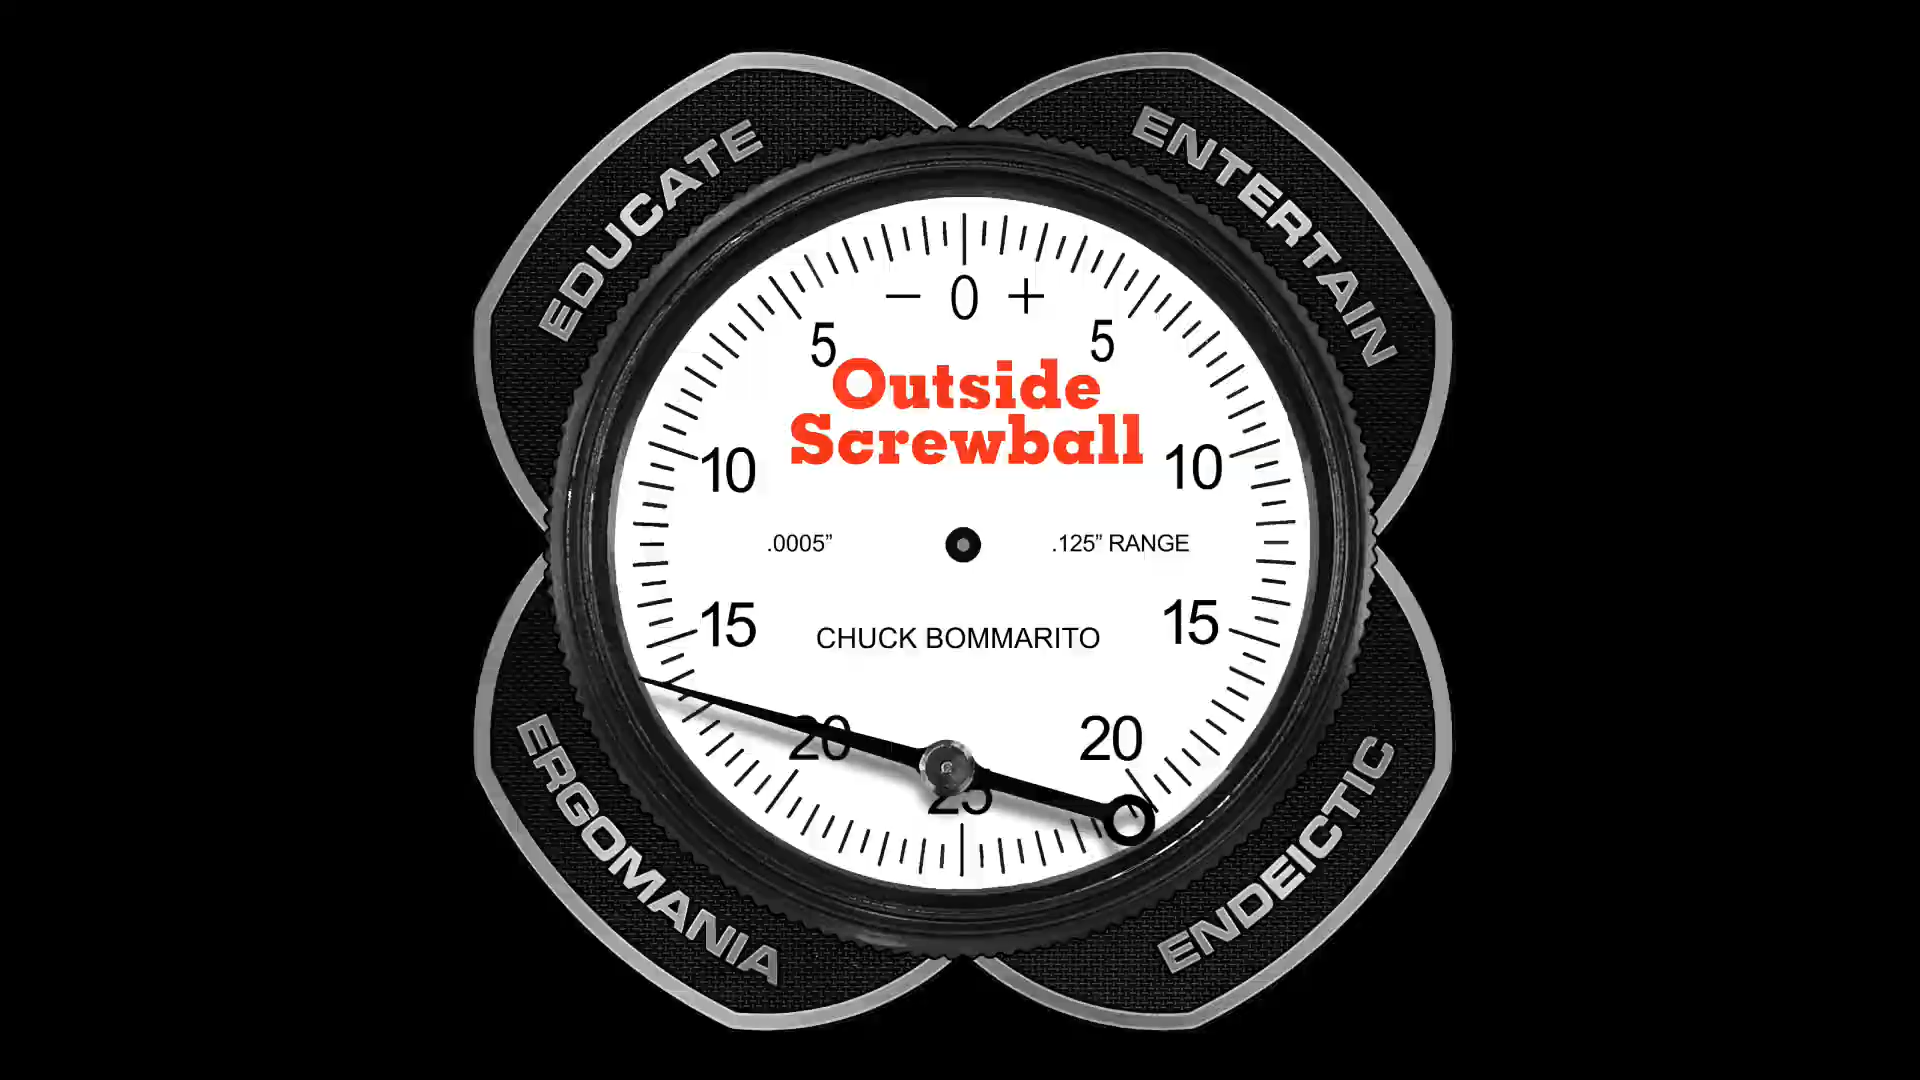 EDUCATE
ENTERTAIN
− 0 +
5 5
Outside
Screwball
10 10
.0005” .125” RANGE
15 15
CHUCK BOMMARITO
20 20
25
ERGOMANIA
ENDEICTIC